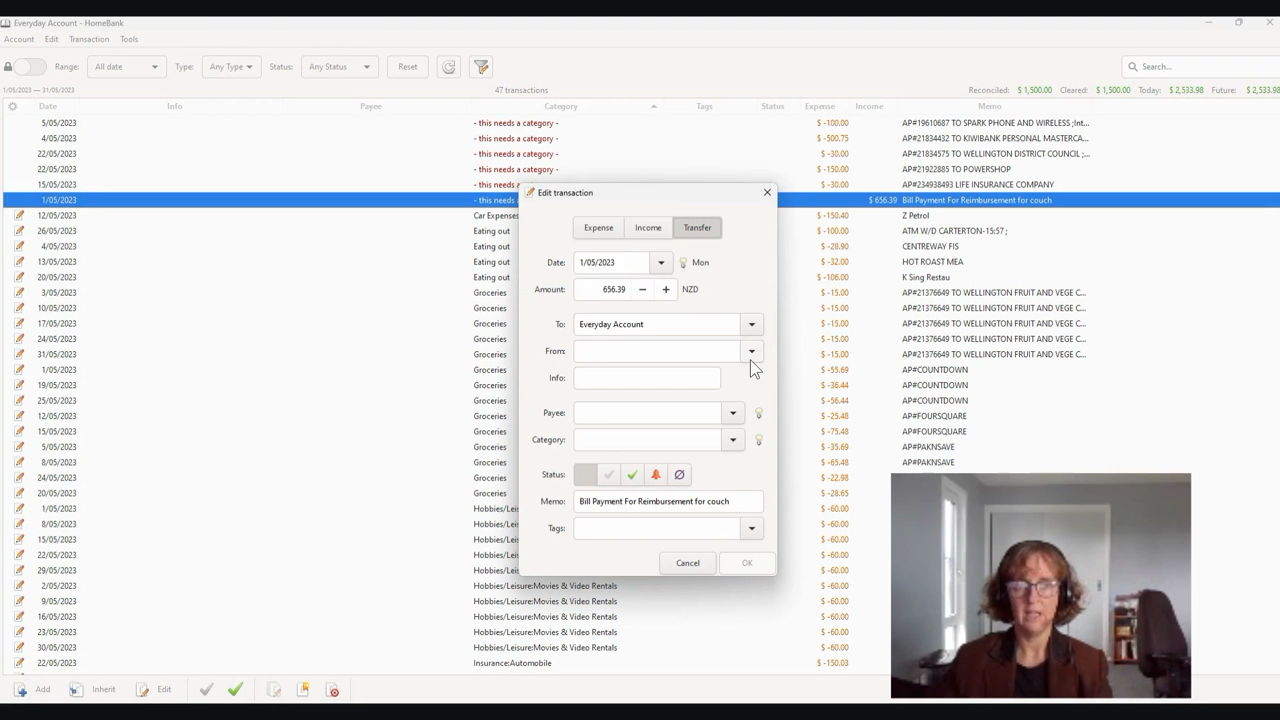 Everyday Account - HomeBank
Account Edit Transaction Tools
Range: All date Type: Any Type Status: Any Status Reset Search...
1/05/2023 — 31/05/2023 47 transactions Reconciled: $ 1,500.00 Cleared: $ 1,500.00 Today: $ 2,533.98 Future: $ 2,533.98
Date Info Payee Category Tags Status Expense Income Memo
5/05/2023 - this needs a category - $ -100.00 AP#19610687 TO SPARK PHONE AND WIRELESS ;Int...
4/05/2023 - this needs a category - $ -500.75 AP#21834432 TO KIWIBANK PERSONAL MASTERCA...
22/05/2023 - this needs a category - $ -30.00 AP#21834575 TO WELLINGTON DISTRICT COUNCIL ;...
22/05/2023 - this needs a category - $ -150.00 AP#21922885 TO POWERSHOP
15/05/2023 - this needs a category - $ -30.00 AP#234938493 LIFE INSURANCE COMPANY
1/05/2023 - this needs $ 656.39 Bill Payment For Reimbursement for couch
12/05/2023 Car Expenses $ -150.40 Z Petrol
26/05/2023 Eating out $ -100.00 ATM W/D CARTERTON-15:57 ;
4/05/2023 Eating out $ -28.90 CENTREWAY FIS
13/05/2023 Eating out $ -32.00 HOT ROAST MEA
20/05/2023 Eating out $ -106.00 K Sing Restau
3/05/2023 Groceries $ -15.00 AP#21376649 TO WELLINGTON FRUIT AND VEGE C...
10/05/2023 Groceries $ -15.00 AP#21376649 TO WELLINGTON FRUIT AND VEGE C...
17/05/2023 Groceries $ -15.00 AP#21376649 TO WELLINGTON FRUIT AND VEGE C...
24/05/2023 Groceries $ -15.00 AP#21376649 TO WELLINGTON FRUIT AND VEGE C...
31/05/2023 Groceries $ -15.00 AP#21376649 TO WELLINGTON FRUIT AND VEGE C...
1/05/2023 Groceries $ -55.69 AP#COUNTDOWN
19/05/2023 Groceries $ -36.44 AP#COUNTDOWN
25/05/2023 Groceries $ -56.44 AP#COUNTDOWN
12/05/2023 Groceries $ -25.48 AP#FOURSQUARE
15/05/2023 Groceries $ -75.48 AP#FOURSQUARE
5/05/2023 Groceries $ -35.69 AP#PAKNSAVE
8/05/2023 Groceries $ -65.48 AP#PAKNSAVE
24/05/2023 Groceries $ -22.98
20/05/2023 Groceries $ -28.65
1/05/2023 Hobbies/Leis $ -60.00
8/05/2023 Hobbies/Leis $ -60.00
15/05/2023 Hobbies/Leis $ -60.00
22/05/2023 Hobbies/Leis $ -60.00
29/05/2023 Hobbies/Leis $ -60.00
2/05/2023 Hobbies/Leisure:Movies & Video Rentals $ -60.00
9/05/2023 Hobbies/Leisure:Movies & Video Rentals $ -60.00
16/05/2023 Hobbies/Leisure:Movies & Video Rentals $ -60.00
23/05/2023 Hobbies/Leisure:Movies & Video Rentals $ -60.00
30/05/2023 Hobbies/Leisure:Movies & Video Rentals $ -60.00
22/05/2023 Insurance:Automobile $ -150.03
Add Inherit Edit
Edit transaction
Expense Income Transfer
Date: 1/05/2023 Mon
Amount: 656.39 NZD
To: Everyday Account
From:
Info:
Payee:
Category:
Status:
Memo: Bill Payment For Reimbursement for couch
Tags:
Cancel OK